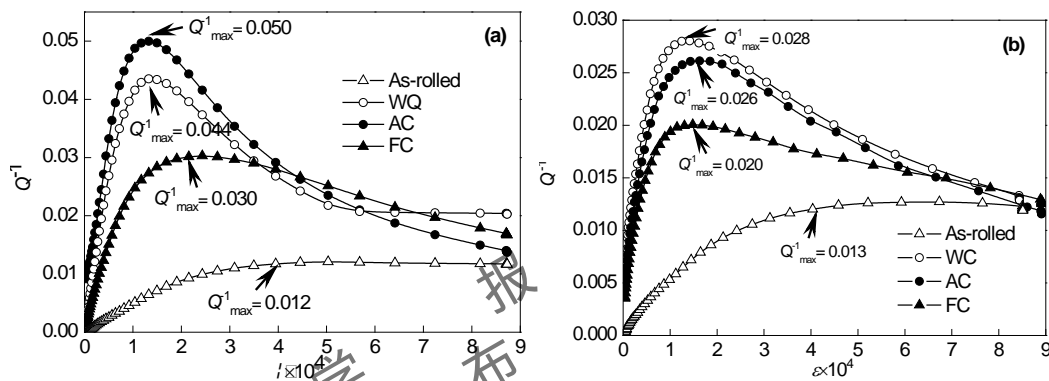 (a)
Q⁻¹max = 0.050
Q⁻¹max = 0.044
Q⁻¹max = 0.030
Q⁻¹max = 0.012
As-rolled
WQ
AC
FC
0.05
0.04
0.03
0.02
0.01
0.00
Q⁻¹
0 1 2 3 4 5 6 7 8 9
×10⁴
(b)
Q⁻¹max = 0.028
Q⁻¹max = 0.026
Q⁻¹max = 0.020
Q⁻¹max = 0.013
As-rolled
WC
AC
FC
0.030
0.025
0.020
0.015
0.010
0.005
0.000
Q⁻¹
0 1 2 3 4 5 6 7 8 9
ε×10⁴
报
学 布